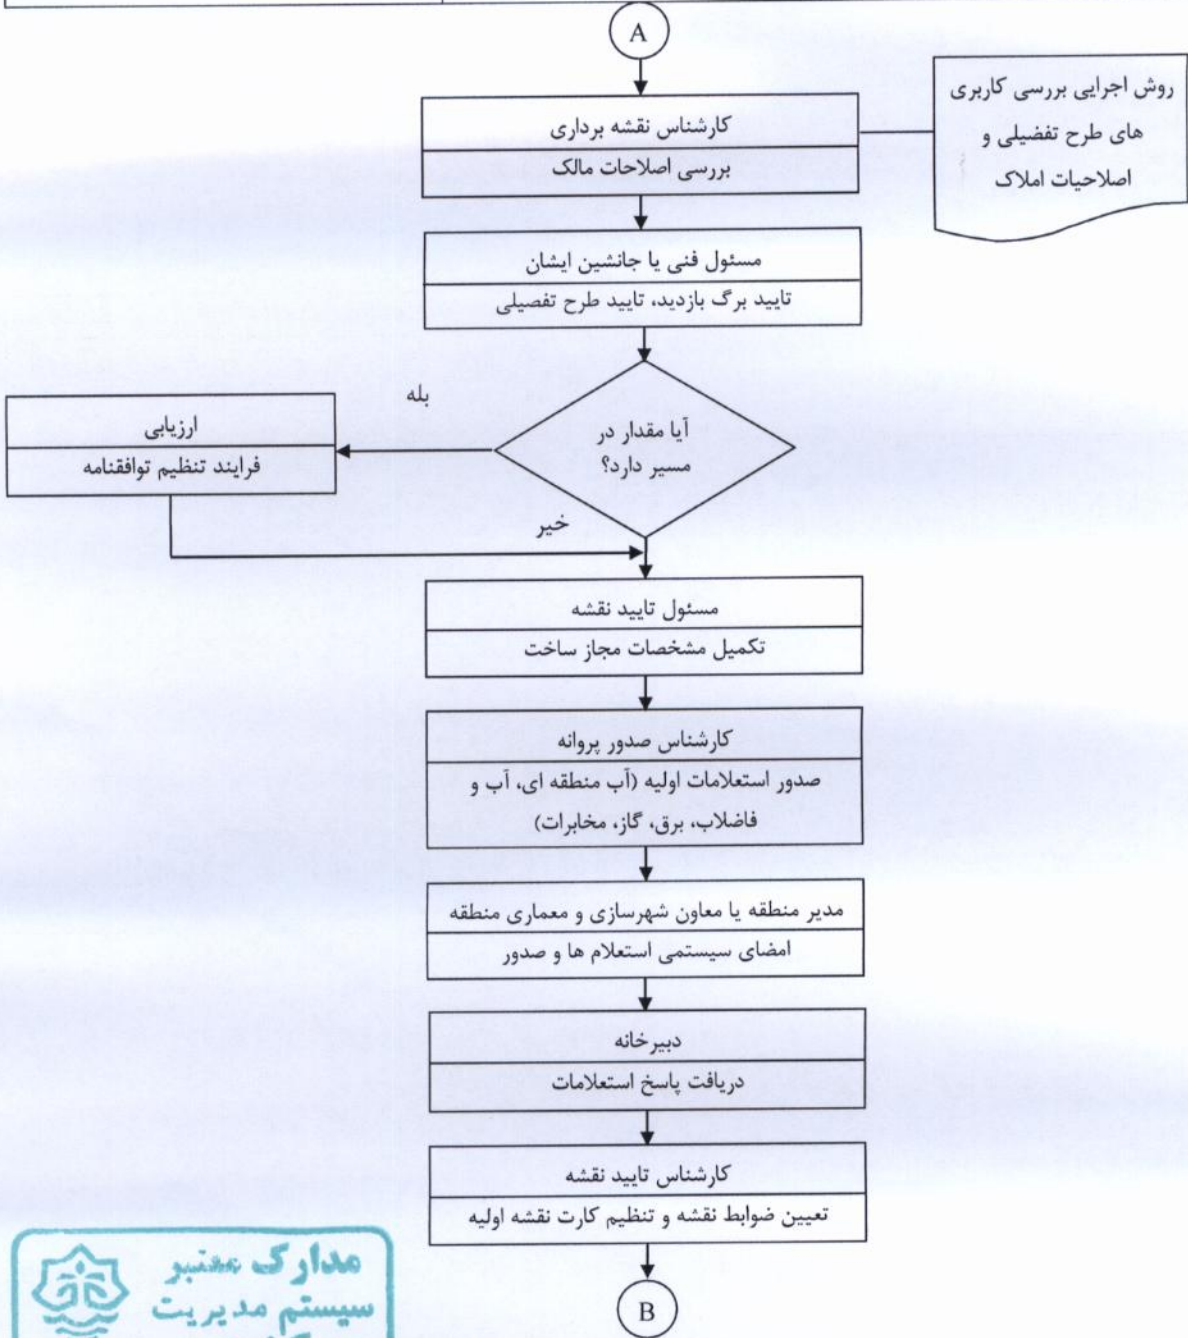 A
کارشناس نقشه برداری
بررسی اصلاحات مالک
روش اجرایی بررسی کاربری
های طرح تفضیلی و
اصلاحیات املاک
مسئول فنی یا جانشین ایشان
تایید برگ بازدید، تایید طرح تفصیلی
آیا مقدار در
مسیر دارد؟
بله
ارزیابی
فرایند تنظیم توافقنامه
خیر
مسئول تایید نقشه
تکمیل مشخصات مجاز ساخت
کارشناس صدور پروانه
صدور استعلامات اولیه (آب منطقه ای، آب و
فاضلاب، برق، گاز، مخابرات)
مدیر منطقه یا معاون شهرسازی و معماری منطقه
امضای سیستمی استعلام ها و صدور
دبیرخانه
دریافت پاسخ استعلامات
کارشناس تایید نقشه
تعیین ضوابط نقشه و تنظیم کارت نقشه اولیه
B
مدارک معتبر
سیستم مدیریت